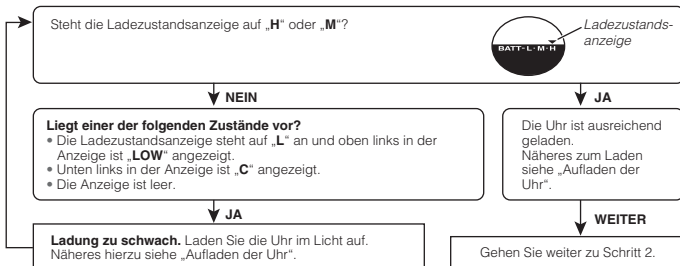 Steht die Ladezustandsanzeige auf „H“ oder „M“?
Ladezustands-
anzeige
BATT-L-M-H
NEIN
JA
Liegt einer der folgenden Zustände vor?
• Die Ladezustandsanzeige steht auf „L“ an und oben links in der
Anzeige ist „LOW“ angezeigt.
• Unten links in der Anzeige ist „C“ angezeigt.
• Die Anzeige ist leer.
Die Uhr ist ausreichend
geladen.
Näheres zum Laden
siehe „Aufladen der
Uhr“.
JA
WEITER
Ladung zu schwach. Laden Sie die Uhr im Licht auf.
Näheres hierzu siehe „Aufladen der Uhr“.
Gehen Sie weiter zu Schritt 2.